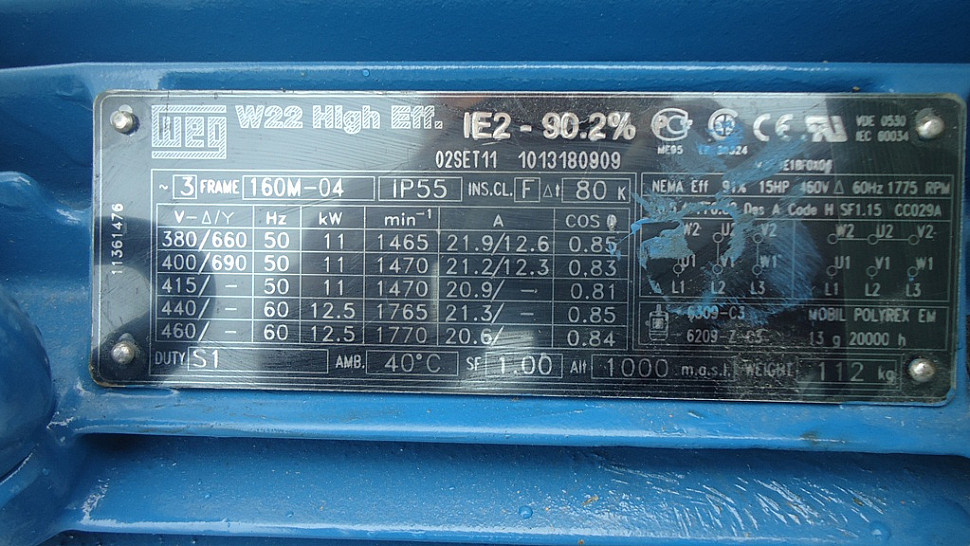 WEG W22 High Eff. IE2 - 90.2% CE VDE 0530
IEC 60034
02SET11 1013180909
~ 3 FRAME 160M-04 IP55 INS.CL. F Δt 80 K
NEMA Eff 91% 15HP 460V Δ 60Hz 1775 RPM
Des A Code H SF1.15 CC029A
V-Δ/Y Hz kW min⁻¹ A COS φ
380/660 50 11 1465 21.9/12.6 0.85
400/690 50 11 1470 21.2/12.3 0.83
415/ - 50 11 1470 20.9/ - 0.81
440/ - 60 12.5 1765 21.3/ - 0.85
460/ - 60 12.5 1770 20.6/ 0.84
W2 U2 V2 W2 U2 V2
U1 V1 W1 U1 V1 W1
L1 L2 L3 L1 L2 L3
6309-C3 MOBIL POLYREX EM
6209-Z-C3 13 g 20000 h
DUTY S1 AMB. 40°C SF 1.00 Alt 1000 m.a.s.l. WEIGHT 112 kg
11361476